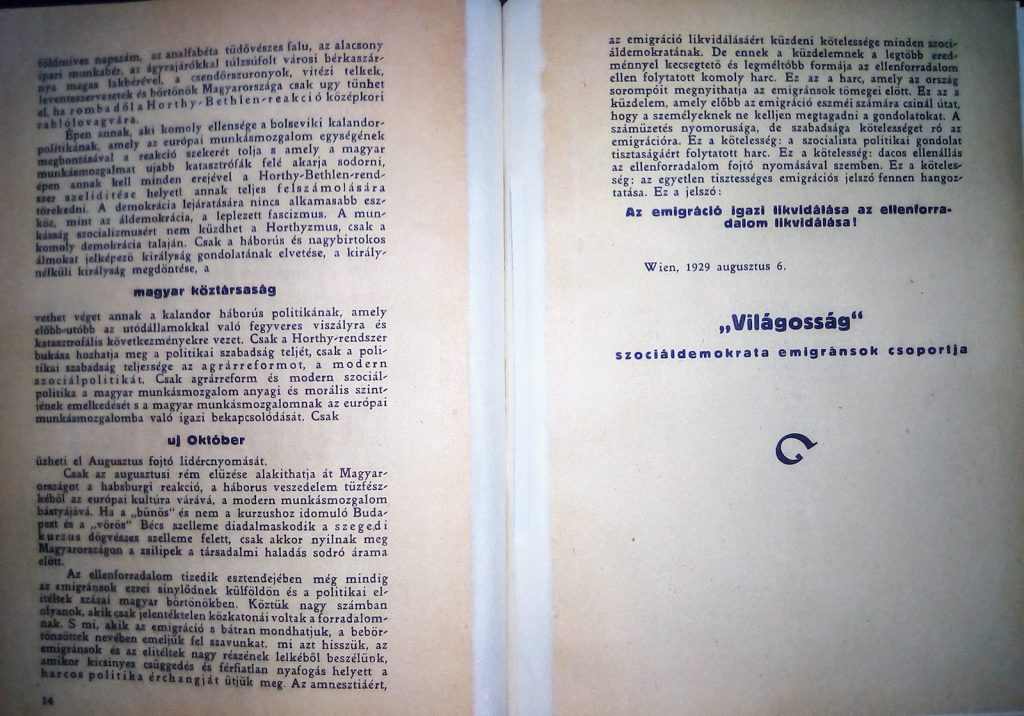 földmíves napszám, az analfabéta tüdővészes falu, az alacsony
ipari munkabér, az ágyrajárókkal túlzsúfolt városi bérkaszár-
nya magas lakbérével, a csendőrszuronyok, vitézi telkek,
leventeszervezetek és börtönök Magyarországa csak ugy tünhet
el, ha romba dől a Horthy-Bethlen-reakció középkori
rablólovagvára.
Épen annak, aki komoly ellensége a bolseviki kalandor-
politikának, amely az európai munkásmozgalom egységének
megbontásával a reakció szekerét tolja s amely a magyar
munkásmozgalmat ujabb katasztrófák felé akarja sodorni,
épen annak kell minden erejével a Horthy-Bethlen-rend-
szer szelidítése helyett annak teljes felszámolására
törekedni. A demokrácia lejáratására nincs alkamasabb esz-
köz, mint az áldemokrácia, a leplezett fascizmus. A mun-
kásság szocializmusért nem küzdhet a Horthyzmus, csak a
komoly demokrácia talaján. Csak a háborús és nagybirtokos
álmokat jelképező királyság gondolatának elvetése, a király-
nélküli királyság megdöntése, a
magyar köztársaság
vethet véget annak a kalandor háborús politikának, amely
előbb-utóbb az utódállamokkal való fegyveres viszályra és
katasztrofális következményekre vezet. Csak a Horthy-rendszer
bukása hozhatja meg a politikai szabadság teljét, csak a poli-
tikai szabadság teljessége az agrárreformot, a modern
szociálpolitikát. Csak agrárreform és modern szociál-
politika a magyar munkásmozgalom anyagi és morális szint-
jének emelkedését s a magyar munkásmozgalomnak az európai
munkásmozgalomba való igazi bekapcsolódását. Csak
uj Október
üzheti el Augusztus fojtó lidércnyomását.
Csak az augusztusi rém elüzése alakithatja át Magyar-
országot a habsburgi reakció, a háborus veszedelem tüzfész-
kéből az európai kultúra várává, a modern munkásmozgalom
bástyájává. Ha a „bünös" és nem a kurzushoz idomuló Buda-
pest és a „vörös" Bécs szelleme diadalmaskodik a szegedi
kurzus dögvészes szelleme felett, csak akkor nyilnak meg
Magyarországon a zsilipek a társadalmi haladás sodró árama
előtt.
Az ellenforradalom tizedik esztendejében még mindig
az emigránsok ezrei sinylődnek külföldön és a politikai el-
itéltek százai magyar börtönökben. Köztük nagy számban
olyanok, akik csak jelentéktelen közkatonái voltak a forradalom-
nak. S mi, akik az emigráció s bátran mondhatjuk, a bebör-
tönzöttek nevében emeljük fel szavunkat, mi azt hisszük, az
emigránsok és az elitéltek nagy részének lelkéből beszélünk,
amikor kicsinyes csüggedés és férfiatlan nyafogás helyett a
harcos politika érchangját ütjük meg. Az amnesztiáért,
14
az emigráció likvidálásáért küzdeni kötelessége minden szoci-
áldemokratának. De ennek a küzdelemnek a legtöbb ered-
ménnyel kecsegtető és legméltóbb formája az ellenforradalom
ellen folytatott komoly harc. Ez az a harc, amely az ország
sorompóit megnyithatja az emigránsok tömegei előtt. Ez az a
küzdelem, amely előbb az emigráció eszméi számára csinál útat,
hogy a személyeknek ne kelljen megtagadni a gondolatokat. A
számüzetés nyomorusága, de szabadsága kötelességet ró az
emigrációra. Ez a kötelesség: a szocialista politikai gondolat
tisztaságáért folytatott harc. Ez a kötelesség: dacos ellenállás
az ellenforradalom fojtó nyomásával szemben. Ez a köteles-
ség: az egyetlen tisztességes emigrációs jelszó fennen hangoz-
tatása. Ez a jelszó:
Az emigráció igazi likvidálása az ellenforra-
dalom likvidálása!
Wien, 1929 augusztus 6.
„Világosság"
szociáldemokrata emigránsok csoportja